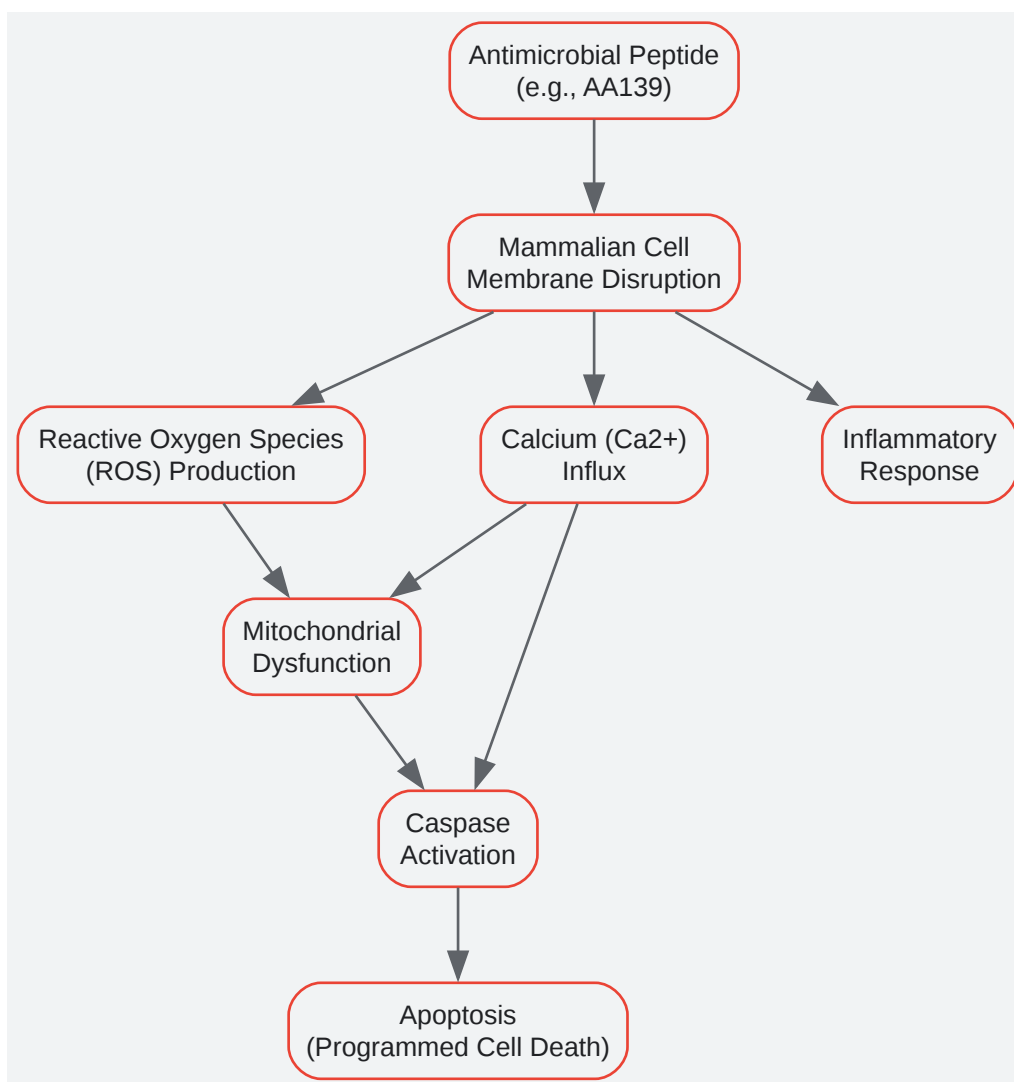 Antimicrobial Peptide
(e.g., AA139)
Mammalian Cell
Membrane Disruption
Reactive Oxygen Species
(ROS) Production
Calcium (Ca2+)
Influx
Inflammatory
Response
Mitochondrial
Dysfunction
Caspase
Activation
Apoptosis
(Programmed Cell Death)